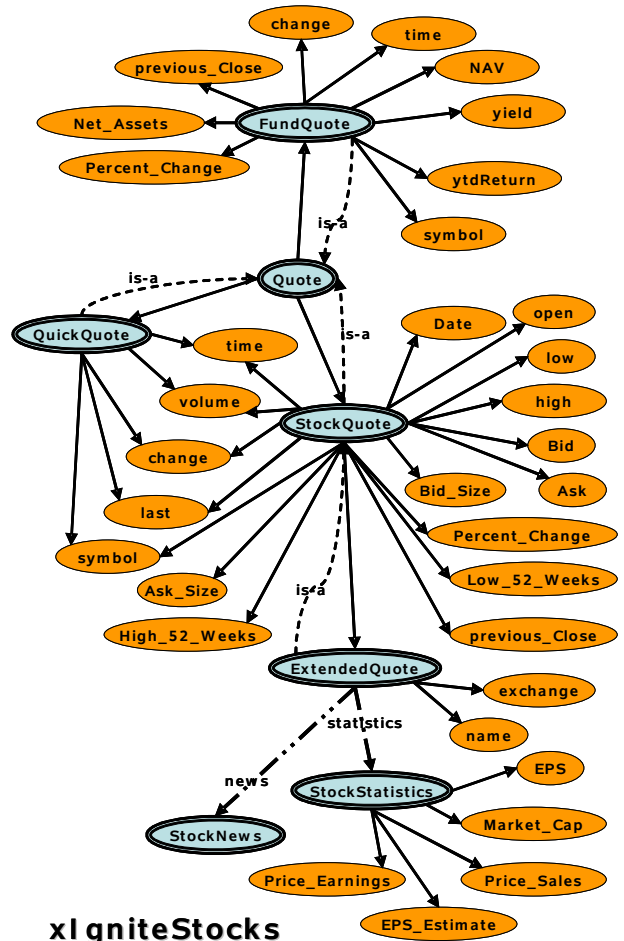 change
time
previous_Close
NAV
Net_Assets
FundQuote
yield
Percent_Change
ytdReturn
is-a
symbol
is-a
Quote
QuickQuote
time
is-a
Date
open
low
volume
high
StockQuote
change
Bid
last
Bid_Size
Ask
symbol
Percent_Change
Ask_Size
is-a
Low_52_Weeks
High_52_Weeks
previous_Close
ExtendedQuote
exchange
statistics
name
news
EPS
StockStatistics
StockNews
Market_Cap
Price_Earnings
Price_Sales
EPS_Estimate
xIgniteStocks